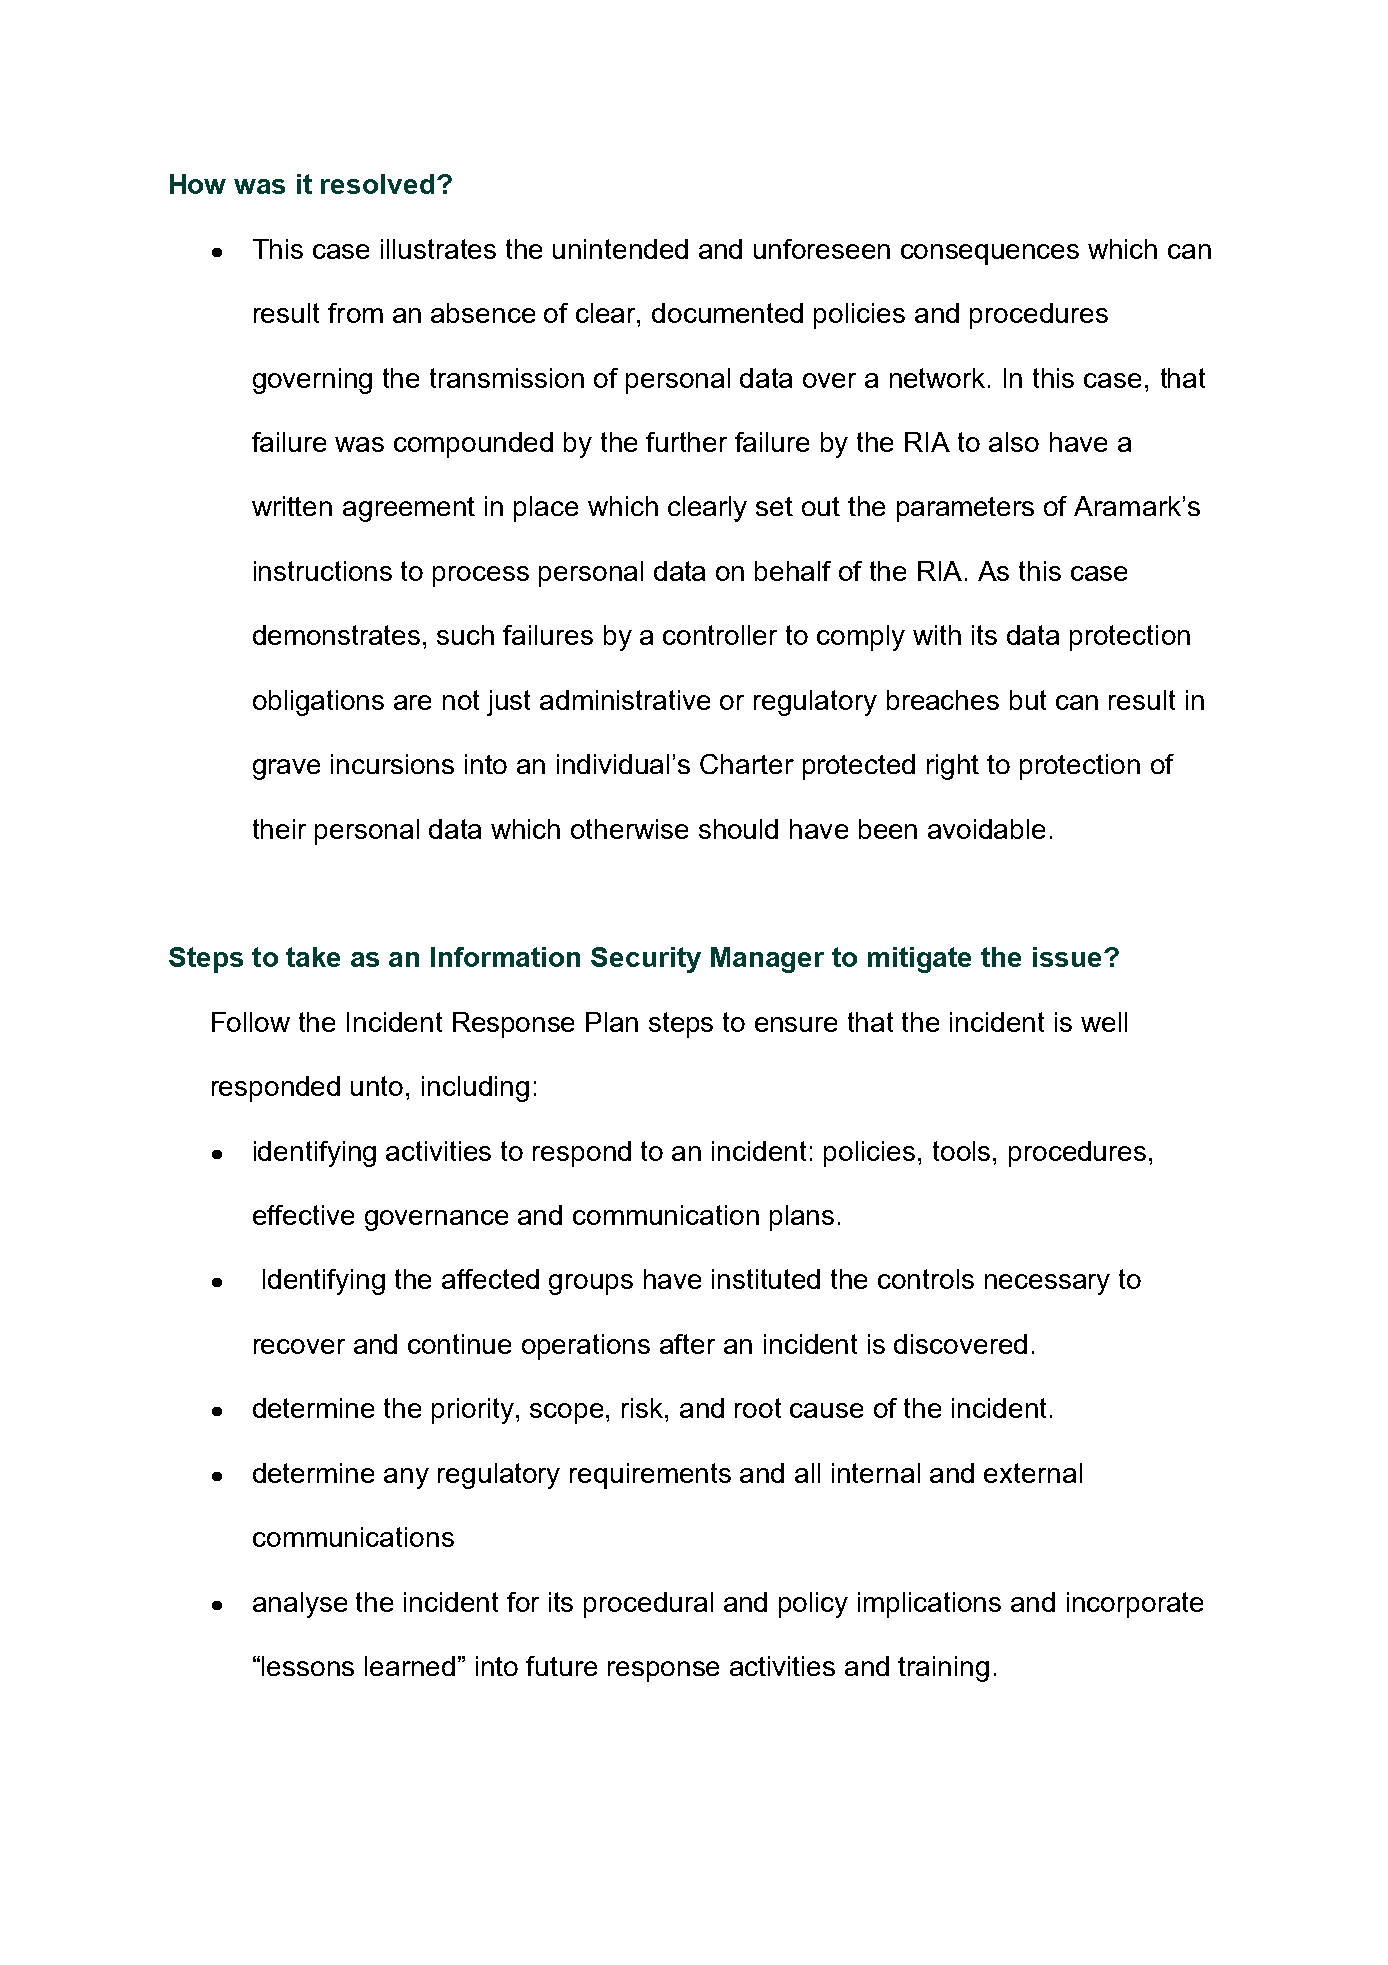 How was it resolved?
● This case illustrates the unintended and unforeseen consequences which can
result from an absence of clear, documented policies and procedures
governing the transmission of personal data over a network. In this case, that
failure was compounded by the further failure by the RIA to also have a
written agreement in place which clearly set out the parameters of Aramark’s
instructions to process personal data on behalf of the RIA. As this case
demonstrates, such failures by a controller to comply with its data protection
obligations are not just administrative or regulatory breaches but can result in
grave incursions into an individual’s Charter protected right to protection of
their personal data which otherwise should have been avoidable.
Steps to take as an Information Security Manager to mitigate the issue?
Follow the Incident Response Plan steps to ensure that the incident is well
responded unto, including:
● identifying activities to respond to an incident: policies, tools, procedures,
effective governance and communication plans.
● Identifying the affected groups have instituted the controls necessary to
recover and continue operations after an incident is discovered.
● determine the priority, scope, risk, and root cause of the incident.
● determine any regulatory requirements and all internal and external
communications
● analyse the incident for its procedural and policy implications and incorporate
“lessons learned” into future response activities and training.